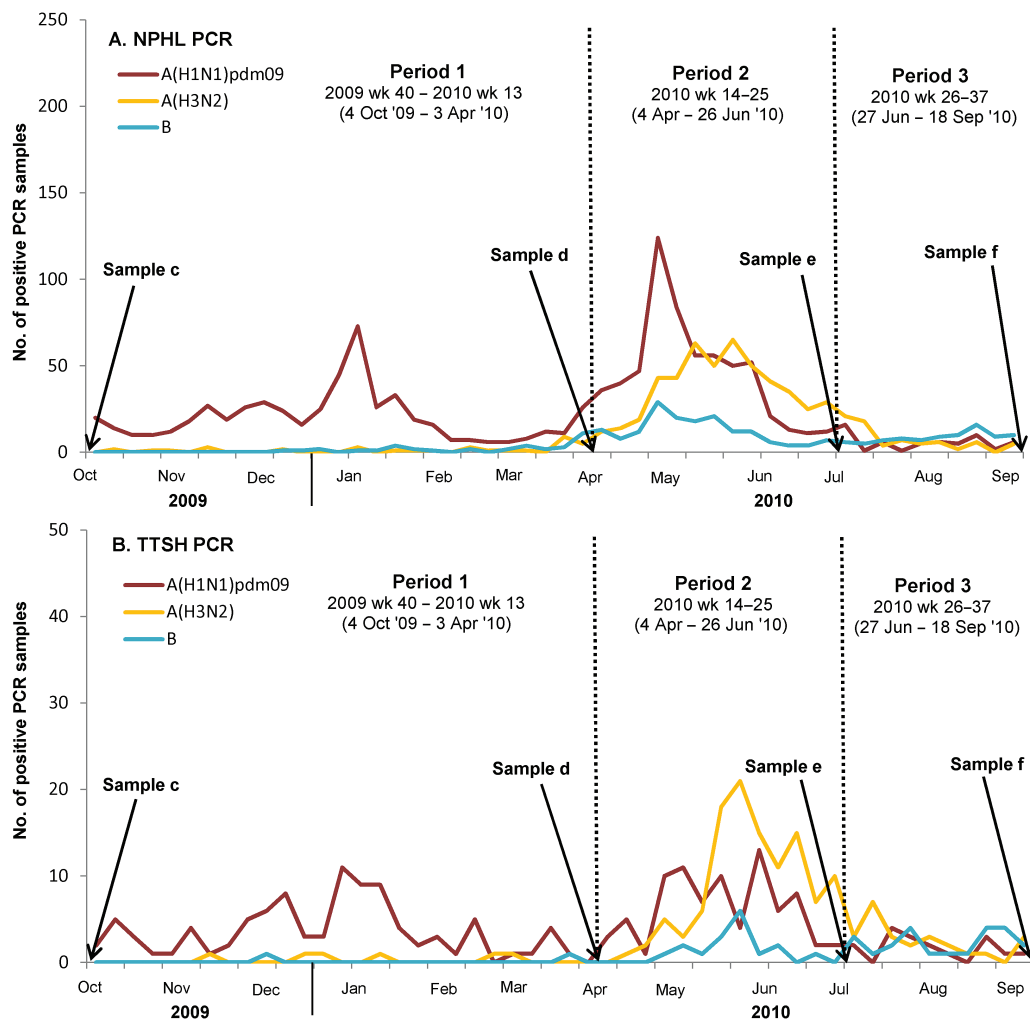 A. NPHL PCR
A(H1N1)pdm09
A(H3N2)
B
Period 1
2009 wk 40 – 2010 wk 13
(4 Oct '09 – 3 Apr '10)
Period 2
2010 wk 14–25
(4 Apr – 26 Jun '10)
Period 3
2010 wk 26–37
(27 Jun – 18 Sep '10)
No. of positive PCR samples
250
200
150
100
50
0
Sample c
Sample d
Sample e
Sample f
Oct Nov Dec Jan Feb Mar Apr May Jun Jul Aug Sep
2009 2010
B. TTSH PCR
A(H1N1)pdm09
A(H3N2)
B
Period 1
2009 wk 40 – 2010 wk 13
(4 Oct '09 – 3 Apr '10)
Period 2
2010 wk 14–25
(4 Apr – 26 Jun '10)
Period 3
2010 wk 26–37
(27 Jun – 18 Sep '10)
No. of positive PCR samples
50
40
30
20
10
0
Sample c
Sample d
Sample e
Sample f
Oct Nov Dec Jan Feb Mar Apr May Jun Jul Aug Sep
2009 2010